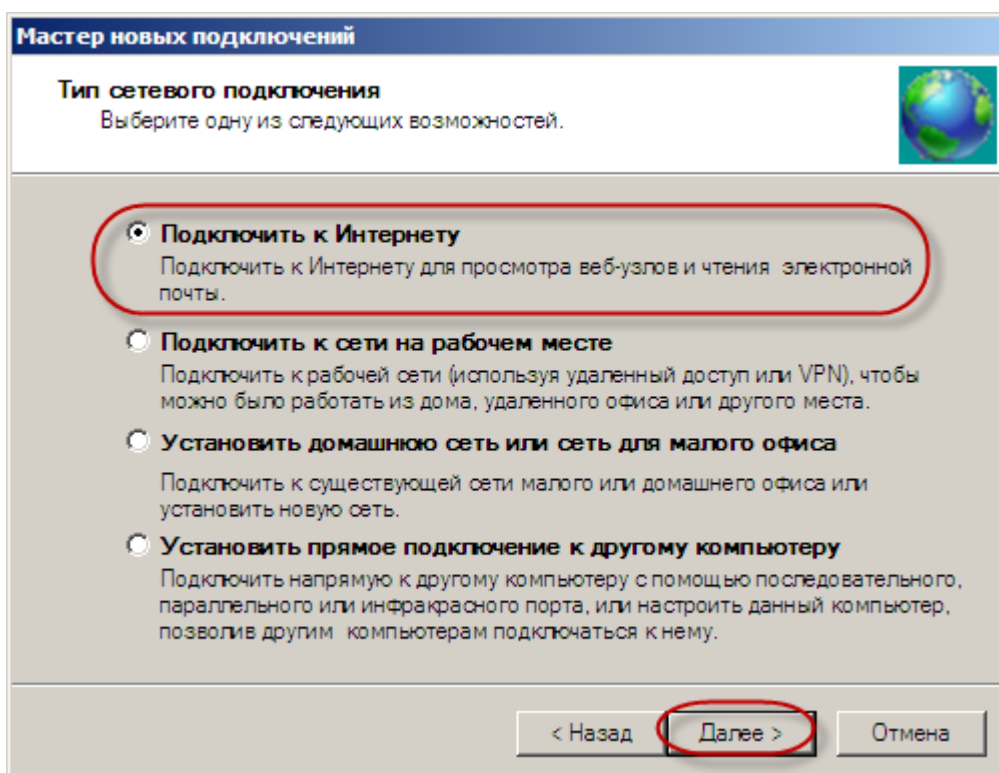 Мастер новых подключений
Тип сетевого подключения
Выберите одну из следующих возможностей.
Подключить к Интернету
Подключить к Интернету для просмотра веб-узлов и чтения электронной
почты.
Подключить к сети на рабочем месте
Подключить к рабочей сети (используя удаленный доступ или VPN), чтобы
можно было работать из дома, удаленного офиса или другого места.
Установить домашнюю сеть или сеть для малого офиса
Подключить к существующей сети малого или домашнего офиса или
установить новую сеть.
Установить прямое подключение к другому компьютеру
Подключить напрямую к другому компьютеру с помощью последовательного,
параллельного или инфракрасного порта, или настроить данный компьютер,
позволив другим компьютерам подключаться к нему.
< Назад Далее > Отмена